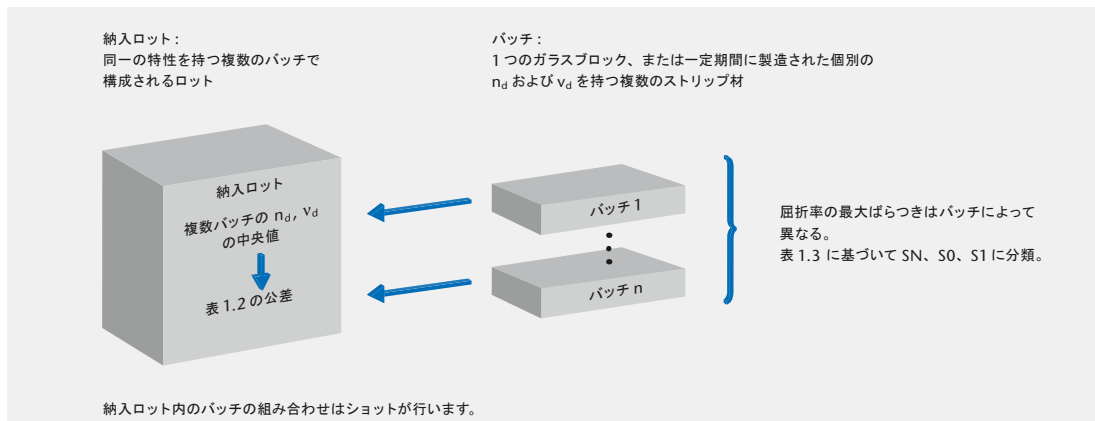 納入ロット :
同一の特性を持つ複数のバッチで
構成されるロット
バッチ :
1 つのガラスブロック、または一定期間に製造された個別の
nd および νd を持つ複数のストリップ材
納入ロット
複数バッチの nd, νd
の中央値
表 1.2 の公差
バッチ 1
バッチ n
屈折率の最大ばらつきはバッチによって
異なる。
表 1.3 に基づいて SN、S0、S1 に分類。
納入ロット内のバッチの組み合わせはショットが行います。